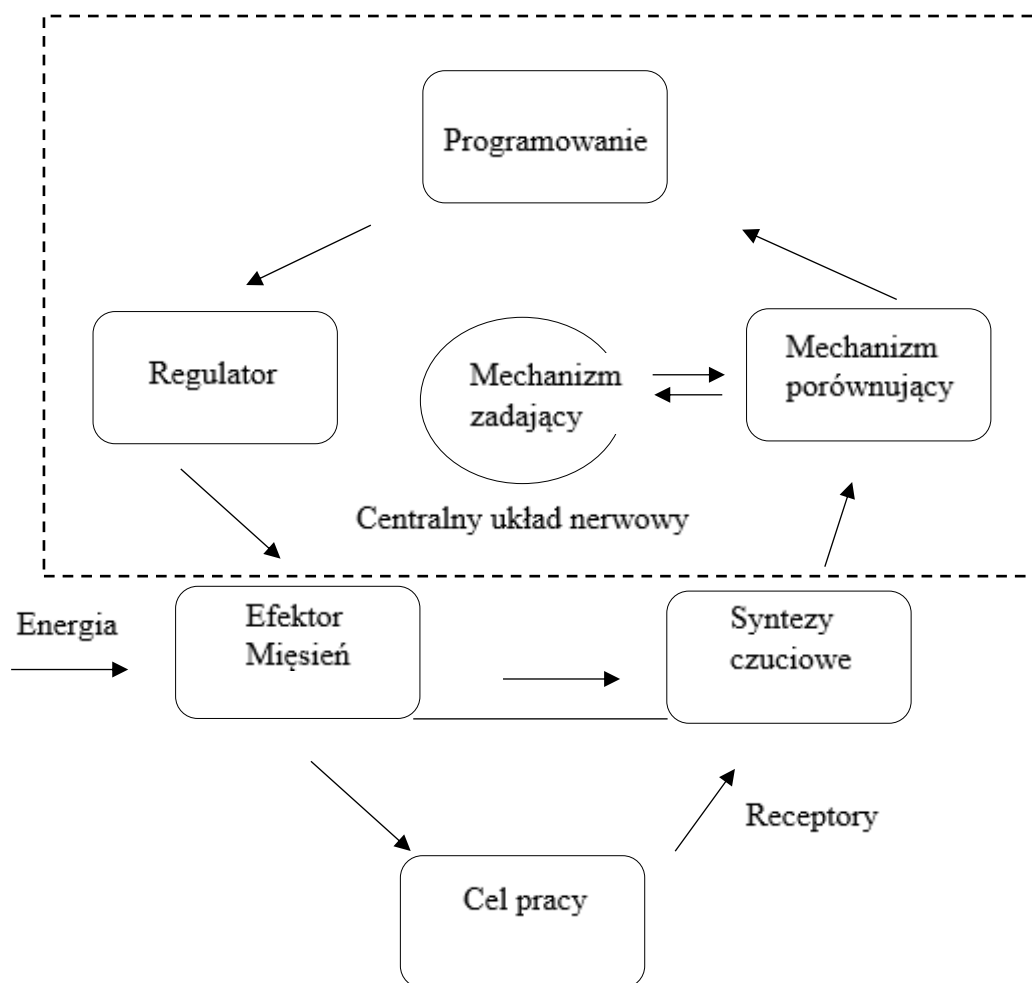 Programowanie
Regulator
Mechanizm
zadający
Mechanizm
porównujący
Centralny układ nerwowy
Energia
Efektor
Mięsień
Syntezy
czuciowe
Receptory
Cel pracy